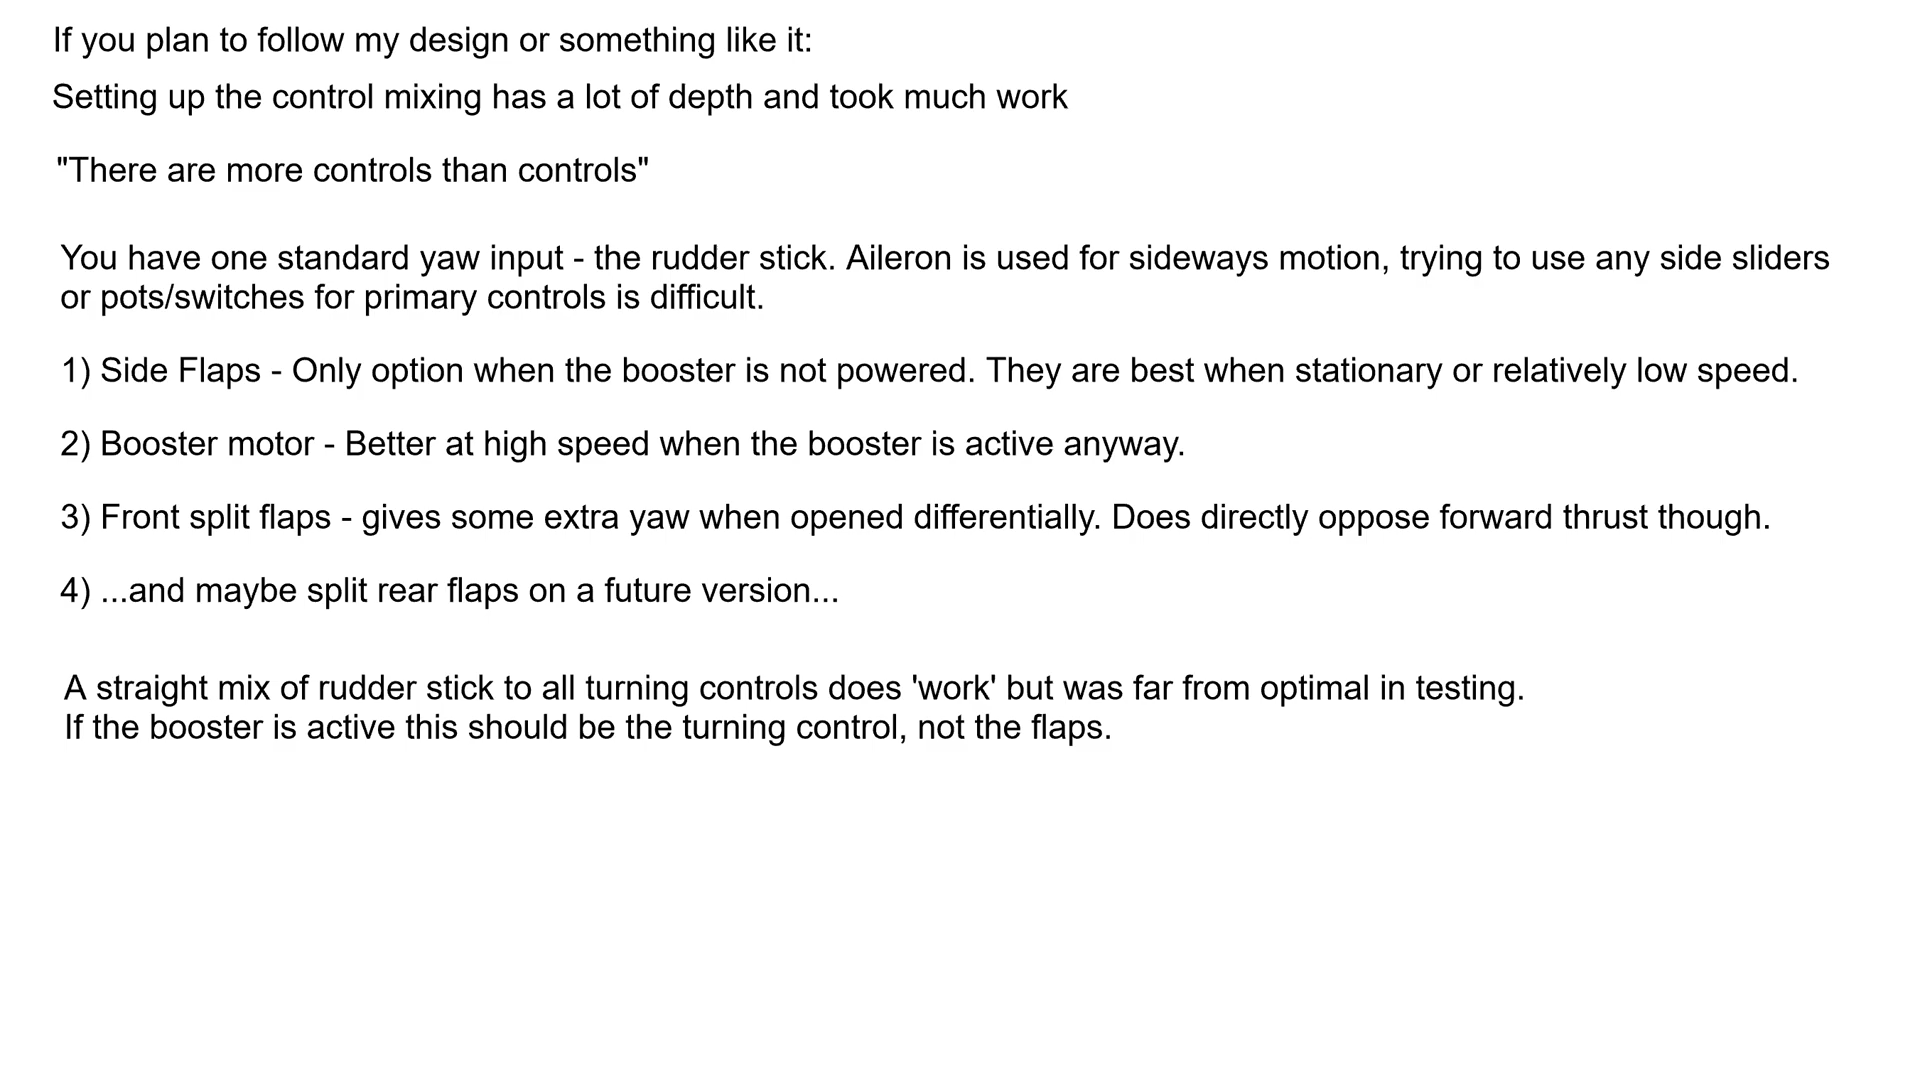 If you plan to follow my design or something like it:
Setting up the control mixing has a lot of depth and took much work
"There are more controls than controls"
You have one standard yaw input - the rudder stick. Aileron is used for sideways motion, trying to use any side sliders
or pots/switches for primary controls is difficult.
1) Side Flaps - Only option when the booster is not powered. They are best when stationary or relatively low speed.
2) Booster motor - Better at high speed when the booster is active anyway.
3) Front split flaps - gives some extra yaw when opened differentially. Does directly oppose forward thrust though.
4) ...and maybe split rear flaps on a future version...
A straight mix of rudder stick to all turning controls does 'work' but was far from optimal in testing.
If the booster is active this should be the turning control, not the flaps.